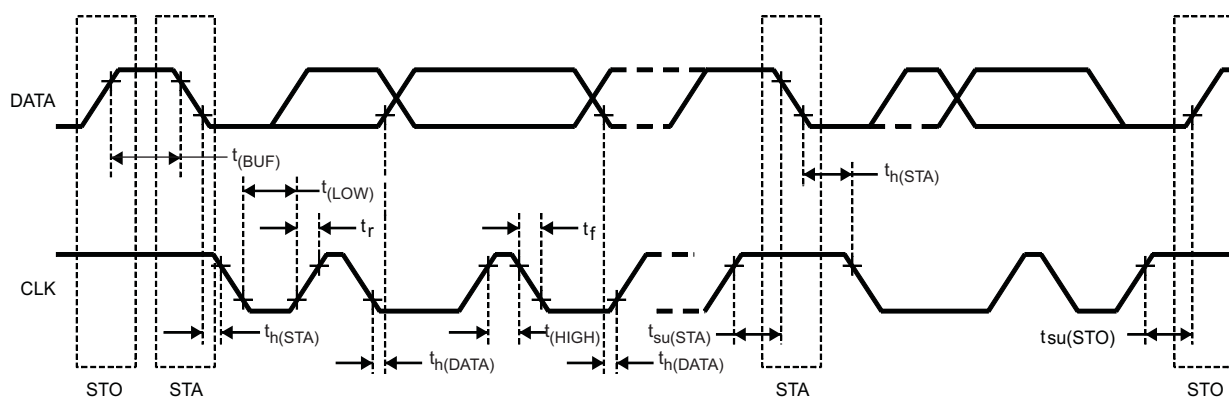 DATA
t(BUF)
t(LOW)
th(STA)
tr
tf
CLK
th(STA)
t(HIGH)
tsu(STA)
tsu(STO)
th(DATA)
th(DATA)
STO
STA
STA
STO